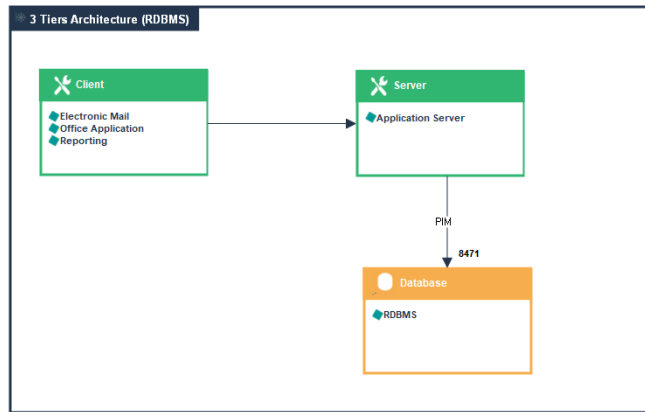 3 Tiers Architecture (RDBMS)
Client
Electronic Mail
Office Application
Reporting
Server
Application Server
PIM
8471
Database
RDBMS